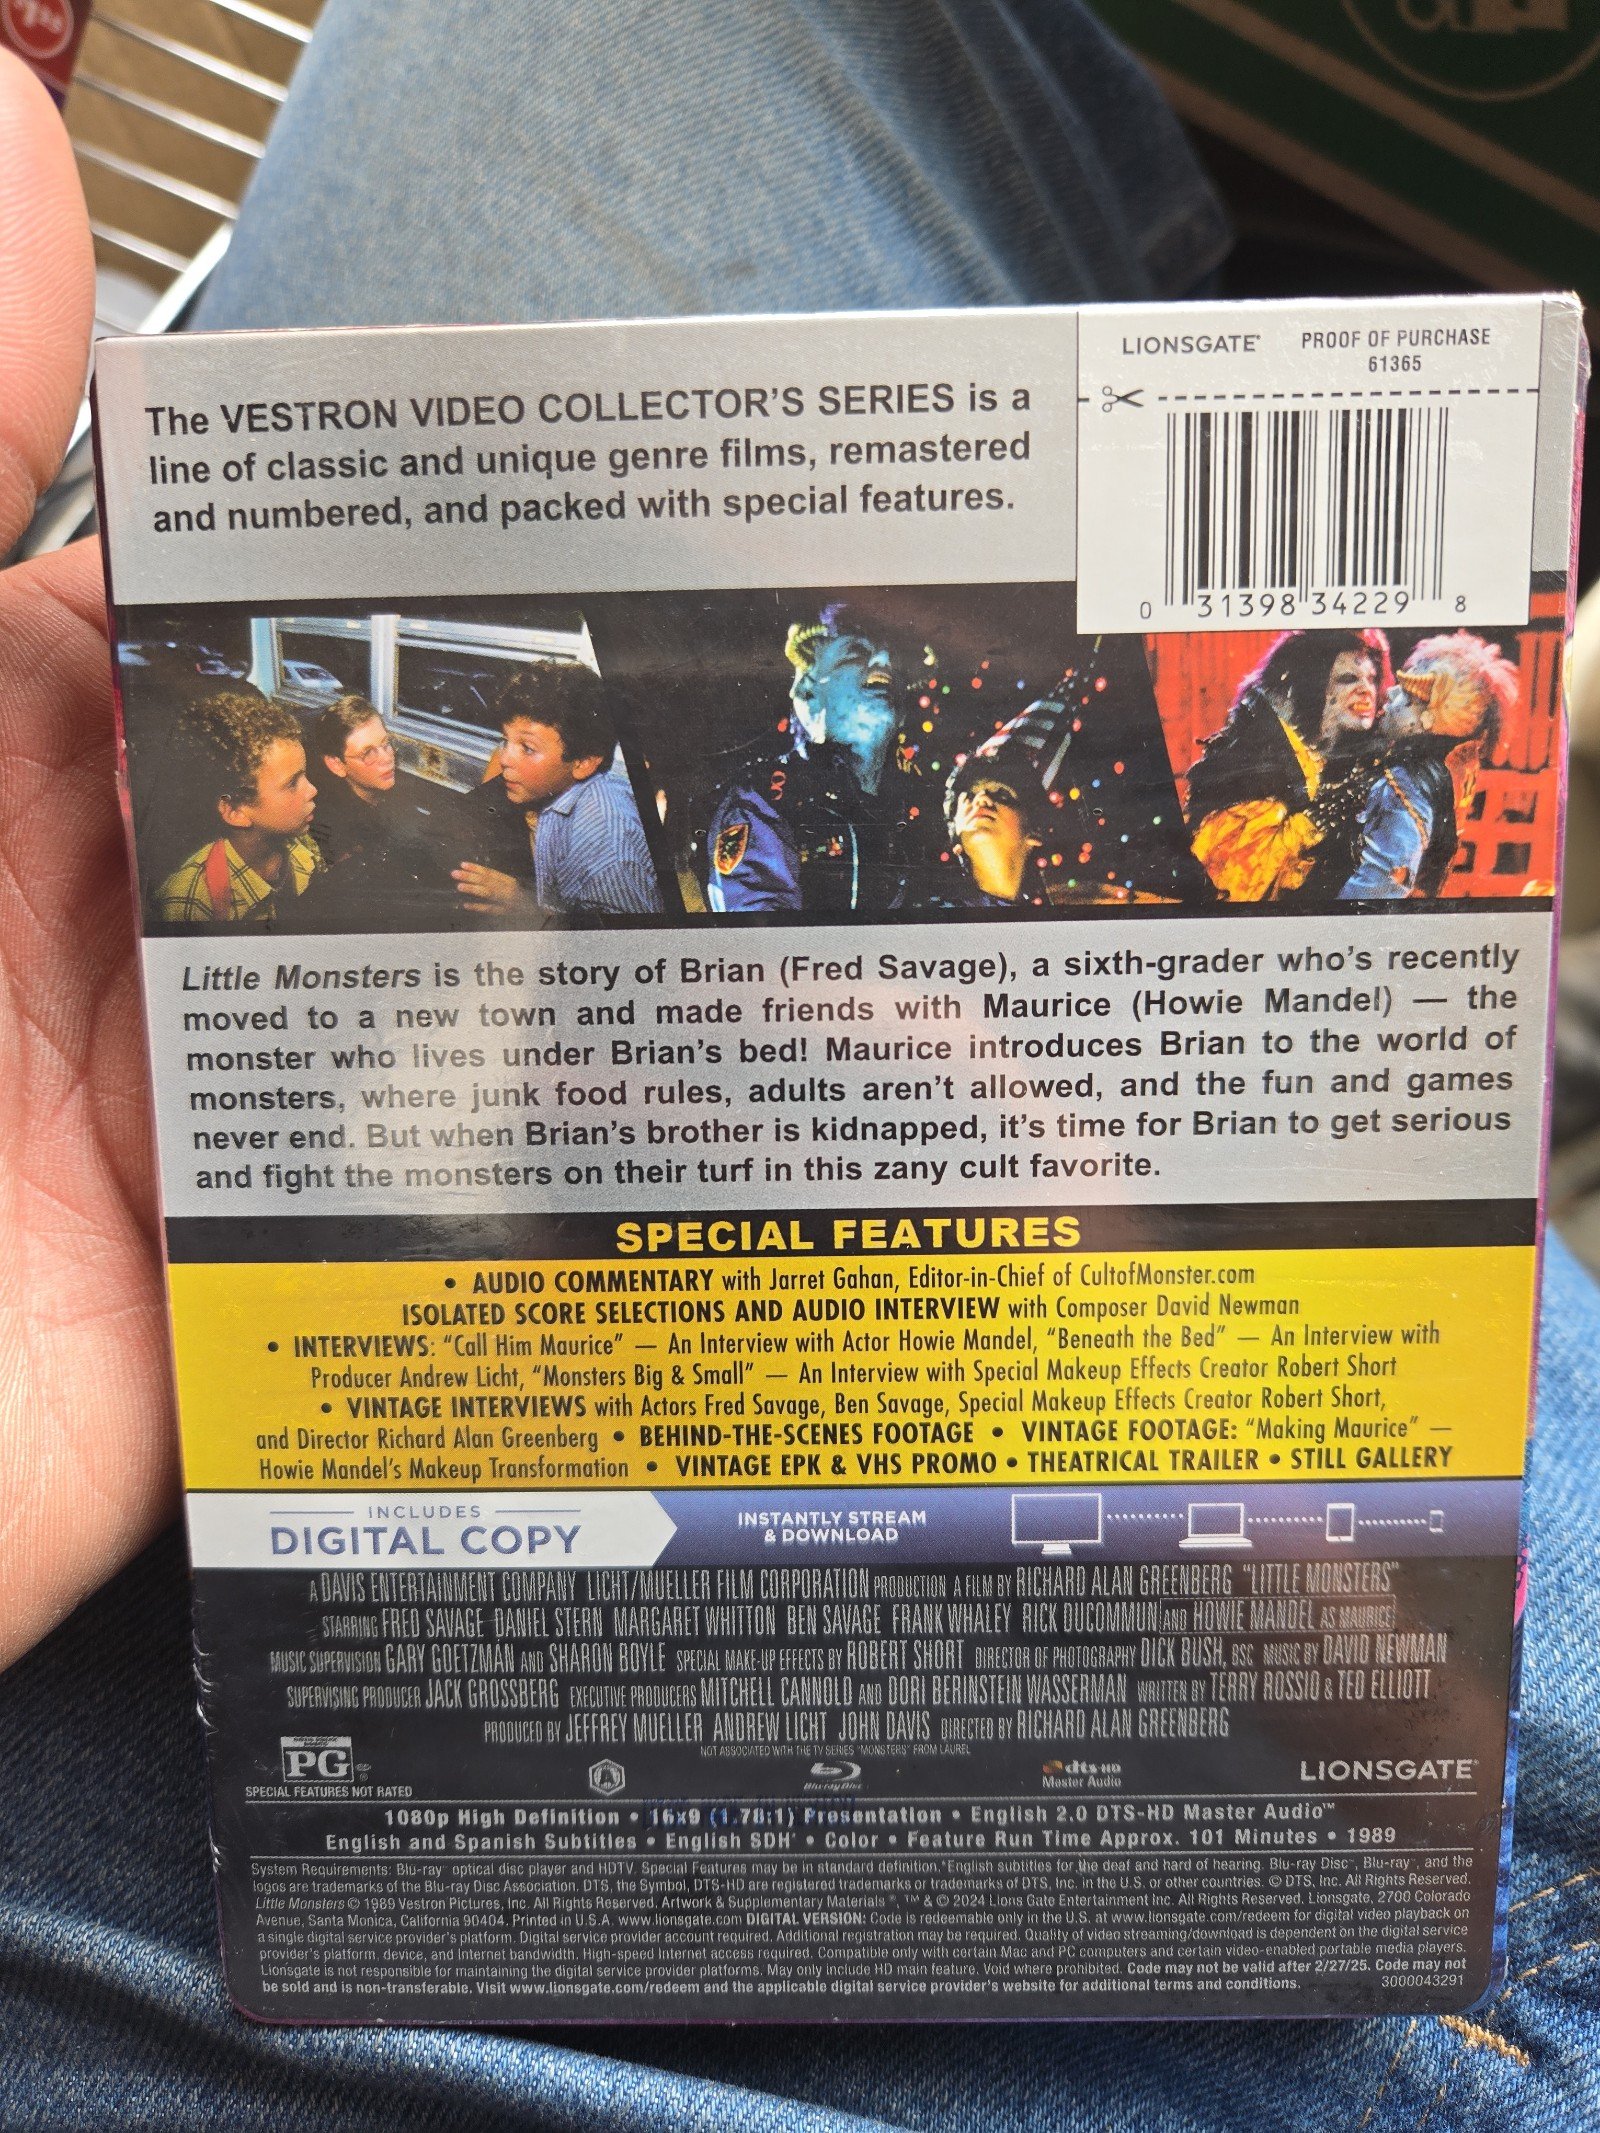 The VESTRON VIDEO COLLECTOR'S SERIES is a
line of classic and unique genre films, remastered
and numbered, and packed with special features.
LIONSGATE
PROOF OF PURCHASE
61365
0 31398 34229 8
Little Monsters is the story of Brian (Fred Savage), a sixth-grader who's recently
moved to a new town and made friends with Maurice (Howie Mandel) — the
monster who lives under Brian's bed! Maurice introduces Brian to the world of
monsters, where junk food rules, adults aren't allowed, and the fun and games
never end. But when Brian's brother is kidnapped, it's time for Brian to get serious
and fight the monsters on their turf in this zany cult favorite.
SPECIAL FEATURES
• AUDIO COMMENTARY with Jarret Gahan, Editor-in-Chief of CultofMonster.com
ISOLATED SCORE SELECTIONS AND AUDIO INTERVIEW with Composer David Newman
• INTERVIEWS: "Call Him Maurice" — An Interview with Actor Howie Mandel, "Beneath the Bed" — An Interview with
Producer Andrew Licht, "Monsters Big & Small" — An Interview with Special Makeup Effects Creator Robert Short
• VINTAGE INTERVIEWS with Actors Fred Savage, Ben Savage, Special Makeup Effects Creator Robert Short,
and Director Richard Alan Greenberg • BEHIND-THE-SCENES FOOTAGE • VINTAGE FOOTAGE: "Making Maurice" —
Howie Mandel's Makeup Transformation • VINTAGE EPK & VHS PROMO • THEATRICAL TRAILER • STILL GALLERY
INCLUDES
DIGITAL COPY
INSTANTLY STREAM
& DOWNLOAD
A DAVIS ENTERTAINMENT COMPANY LICHT/MUELLER FILM CORPORATION PRODUCTION A FILM BY RICHARD ALAN GREENBERG "LITTLE MONSTERS"
STARRING FRED SAVAGE DANIEL STERN MARGARET WHITTON BEN SAVAGE FRANK WHALEY RICK DUCOMMUN AND HOWIE MANDEL AS MAURICE
MUSIC SUPERVISION GARY GOETZMAN AND SHARON BOYLE SPECIAL MAKE-UP EFFECTS BY ROBERT SHORT DIRECTOR OF PHOTOGRAPHY DICK BUSH, BSC MUSIC BY DAVID NEWMAN
SUPERVISING PRODUCER JACK GROSSBERG EXECUTIVE PRODUCERS MITCHELL CANNOLD AND DORI BERINSTEIN WASSERMAN WRITTEN BY TERRY ROSSIO & TED ELLIOTT
PRODUCED BY JEFFREY MUELLER ANDREW LICHT JOHN DAVIS DIRECTED BY RICHARD ALAN GREENBERG
NOT ASSOCIATED WITH THE TV SERIES "MONSTERS" FROM LAUREL
PG
SPECIAL FEATURES NOT RATED
Blu-ray Disc
dts-HD
Master Audio
LIONSGATE
1080p High Definition • 16x9 (1.78:1) Presentation • English 2.0 DTS-HD Master Audio™
English and Spanish Subtitles • English SDH* • Color • Feature Run Time Approx. 101 Minutes • 1989
System Requirements: Blu-ray™ optical disc player and HDTV. Special Features may be in standard definition.*English subtitles for the deaf and hard of hearing. Blu-ray Disc™, Blu-ray™, and the
logos are trademarks of the Blu-ray Disc Association. DTS, the Symbol, DTS-HD are registered trademarks or trademarks of DTS, Inc. in the U.S. or other countries. © DTS, Inc. All Rights Reserved.
Little Monsters © 1989 Vestron Pictures, Inc. All Rights Reserved. Artwork & Supplementary Materials ®, ™ & © 2024 Lions Gate Entertainment Inc. All Rights Reserved. Lionsgate, 2700 Colorado
Avenue, Santa Monica, California 90404. Printed in U.S.A. www.lionsgate.com DIGITAL VERSION: Code is redeemable only in the U.S. at www.lionsgate.com/redeem for digital video playback on
a single digital service provider's platform. Digital service provider account required. Additional registration may be required. Quality of video streaming/download is dependent on the digital service
provider's platform, device, and Internet bandwidth. High-speed Internet access required. Compatible only with certain Mac and PC computers and certain video-enabled portable media players.
Lionsgate is not responsible for maintaining the digital service provider platforms. May only include HD main feature. Void where prohibited. Code may not be valid after 2/27/25. Code may not
be sold and is non-transferable. Visit www.lionsgate.com/redeem and the applicable digital service provider's website for additional terms and conditions. 3000043291